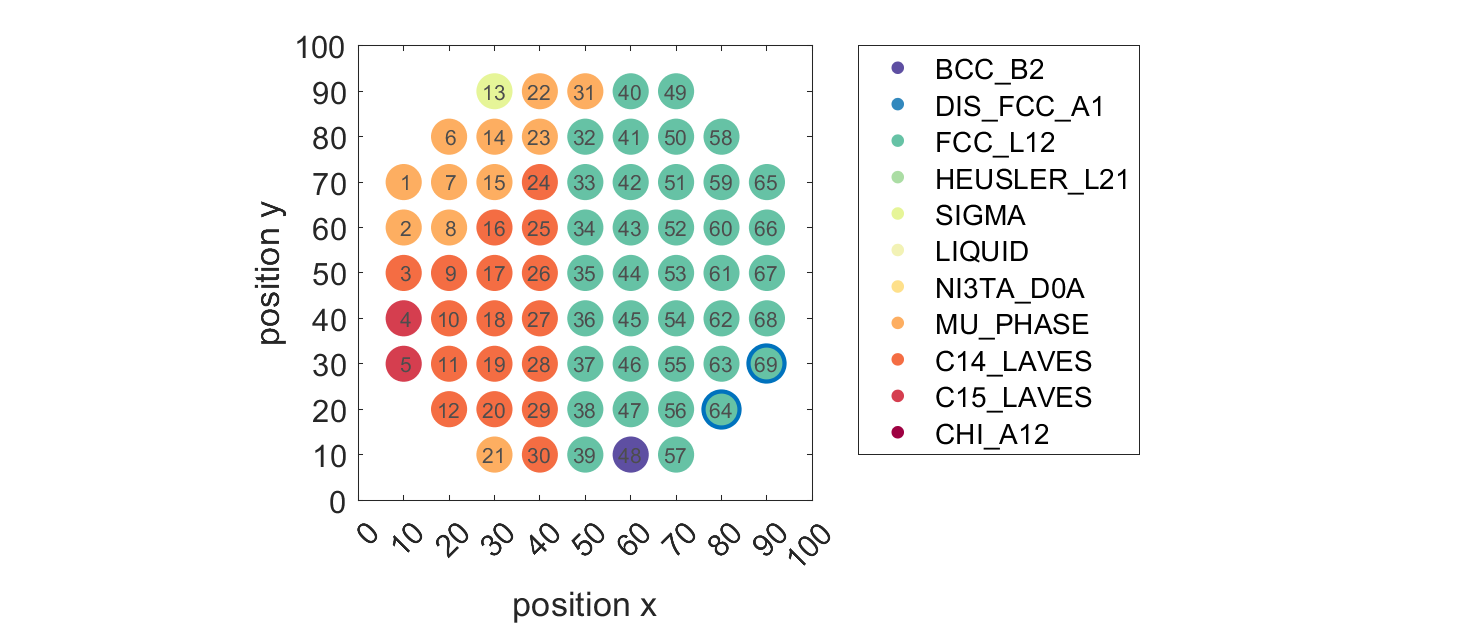 100
90 13 22 31 40 49
80 6 14 23 32 41 50 58
70 1 7 15 24 33 42 51 59 65
60 2 8 16 25 34 43 52 60 66
50 3 9 17 26 35 44 53 61 67
40 4 10 18 27 36 45 54 62 68
30 5 11 19 28 37 46 55 63 69
20 12 20 29 38 47 56 64
10 21 30 39 48 57
0
0 10 20 30 40 50 60 70 80 90 100
position x
position y
BCC_B2
DIS_FCC_A1
FCC_L12
HEUSLER_L21
SIGMA
LIQUID
NI3TA_D0A
MU_PHASE
C14_LAVES
C15_LAVES
CHI_A12